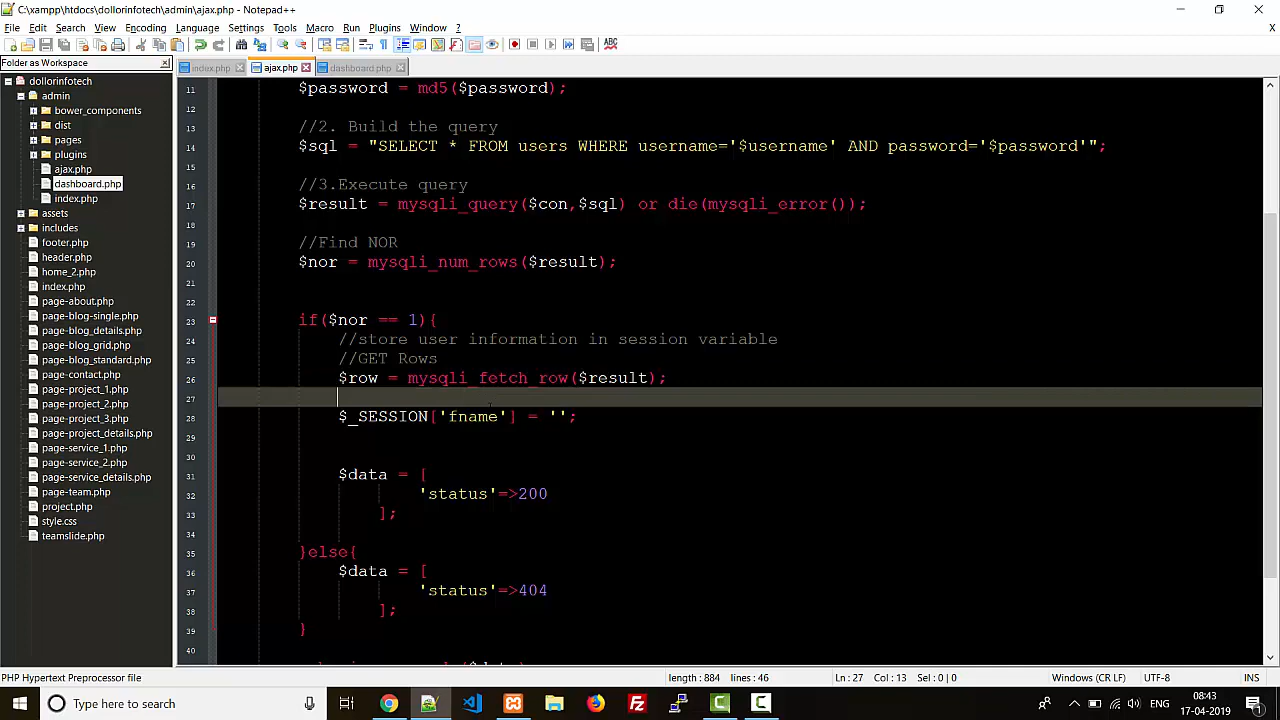 C:\xampp\htdocs\dollorinfotech\admin\ajax.php - Notepad++
File Edit Search View Encoding Language Settings Tools Macro Run Plugins Window ?
X
Folder as Workspace
index.php ajax.php dashboard.php
dollorinfotech
admin
bower_components
dist
pages
plugins
ajax.php
dashboard.php
index.php
assets
includes
footer.php
header.php
home_2.php
index.php
page-about.php
page-blog-single.php
page-blog_details.php
page-blog_grid.php
page-blog_standard.php
page-contact.php
page-project_1.php
page-project_2.php
page-project_3.php
page-project_details.php
page-service_1.php
page-service_2.php
page-service_details.php
page-team.php
project.php
style.css
teamslide.php
11 $password = md5($password);
12
13 //2. Build the query
14 $sql = "SELECT * FROM users WHERE username='$username' AND password='$password'";
15
16 //3.Execute query
17 $result = mysqli_query($con,$sql) or die(mysqli_error());
18
19 //Find NOR
20 $nor = mysqli_num_rows($result);
21
22
23 if($nor == 1){
24 //store user information in session variable
25 //GET Rows
26 $row = mysqli_fetch_row($result);
27
28 $_SESSION['fname'] = '';
29
30
31 $data = [
32 'status'=>200
33 ];
34
35 }else{
36 $data = [
37 'status'=>404
38 ];
39 }
40
PHP Hypertext Preprocessor file length : 884 lines : 46 Ln : 27 Col : 13 Sel : 0 | 0 Windows (CR LF) UTF-8 INS
Type here to search
ENG
08:43
17-04-2019